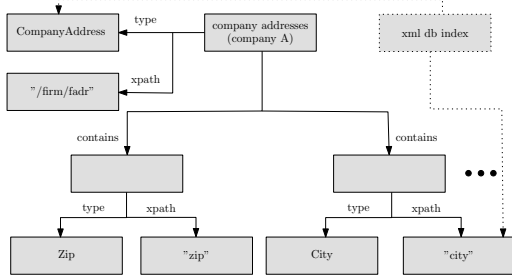 type
CompanyAddress
company addresses
(company A)
xml db index
xpath
"/firm/fadr"
contains
contains
type
xpath
type
xpath
Zip
"zip"
City
"city"